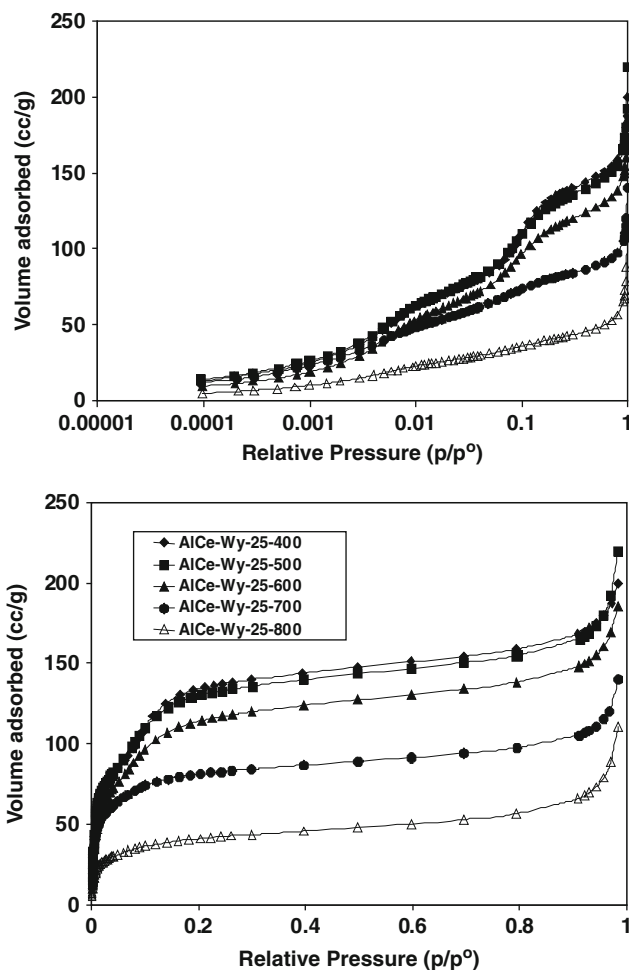 250
200
150
100
50
0
0.00001 0.0001 0.001 0.01 0.1 1
Volume adsorbed (cc/g)
Relative Pressure (p/pº)
250
200
150
100
50
0
0 0.2 0.4 0.6 0.8 1
Volume adsorbed (cc/g)
AlCe-Wy-25-400
AlCe-Wy-25-500
AlCe-Wy-25-600
AlCe-Wy-25-700
AlCe-Wy-25-800
Relative Pressure (p/pº)